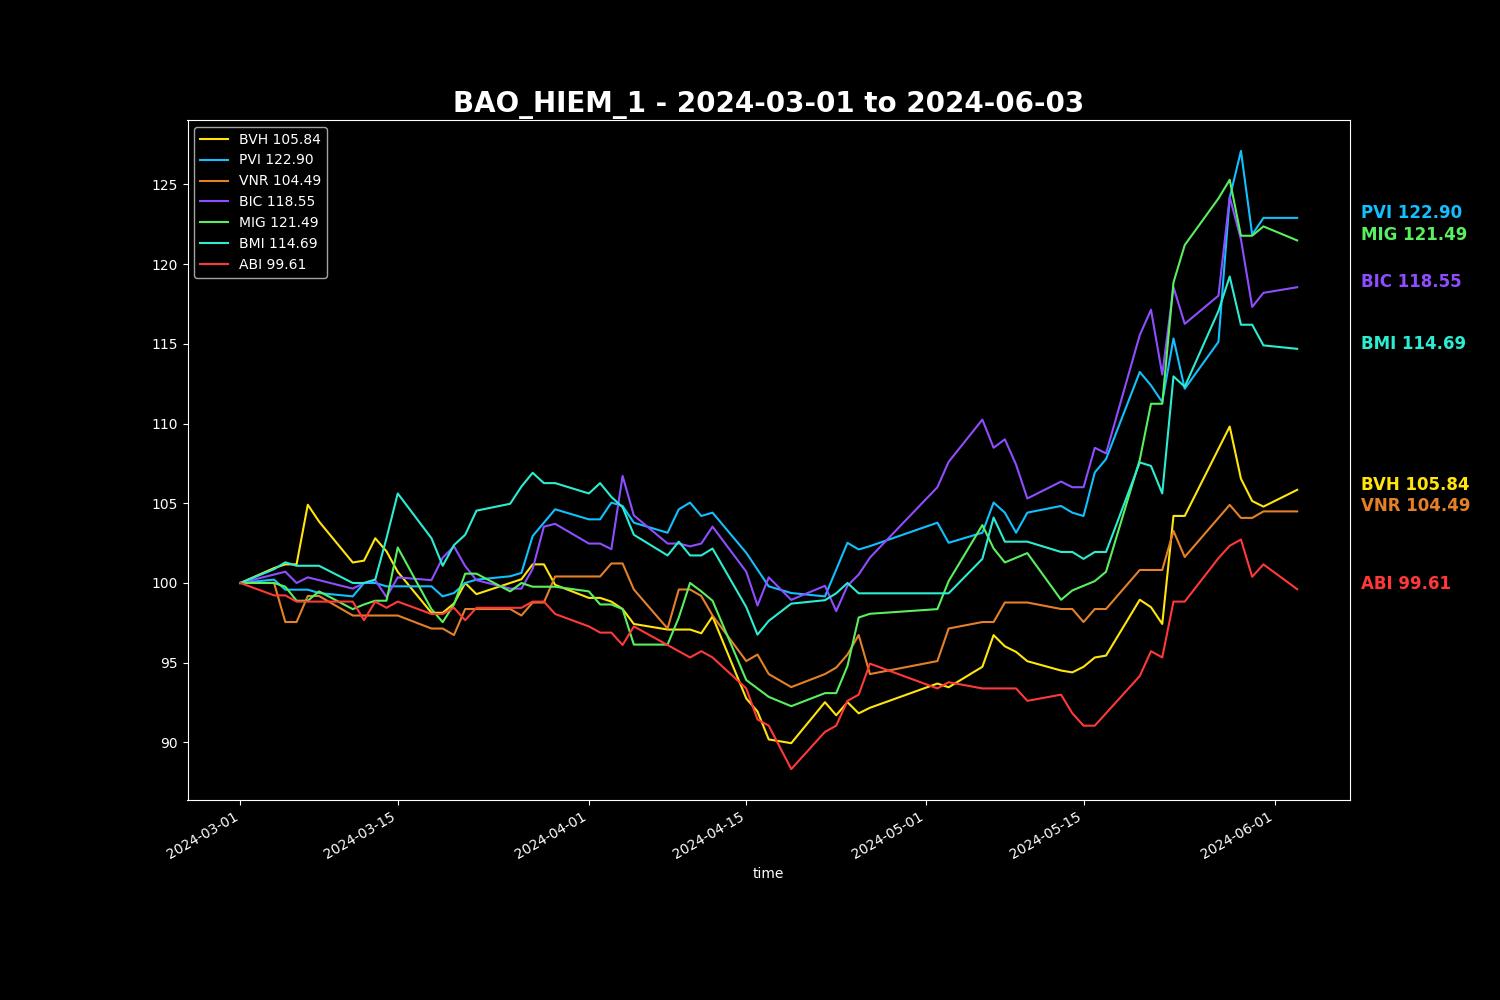 BAO_HIEM_1 - 2024-03-01 to 2024-06-03
BVH 105.84
PVI 122.90
VNR 104.49
BIC 118.55
MIG 121.49
BMI 114.69
ABI 99.61
125
120
115
110
105
100
95
90
PVI 122.90
MIG 121.49
BIC 118.55
BMI 114.69
BVH 105.84
VNR 104.49
ABI 99.61
2024-03-01
2024-03-15
2024-04-01
2024-04-15
2024-05-01
2024-05-15
2024-06-01
time